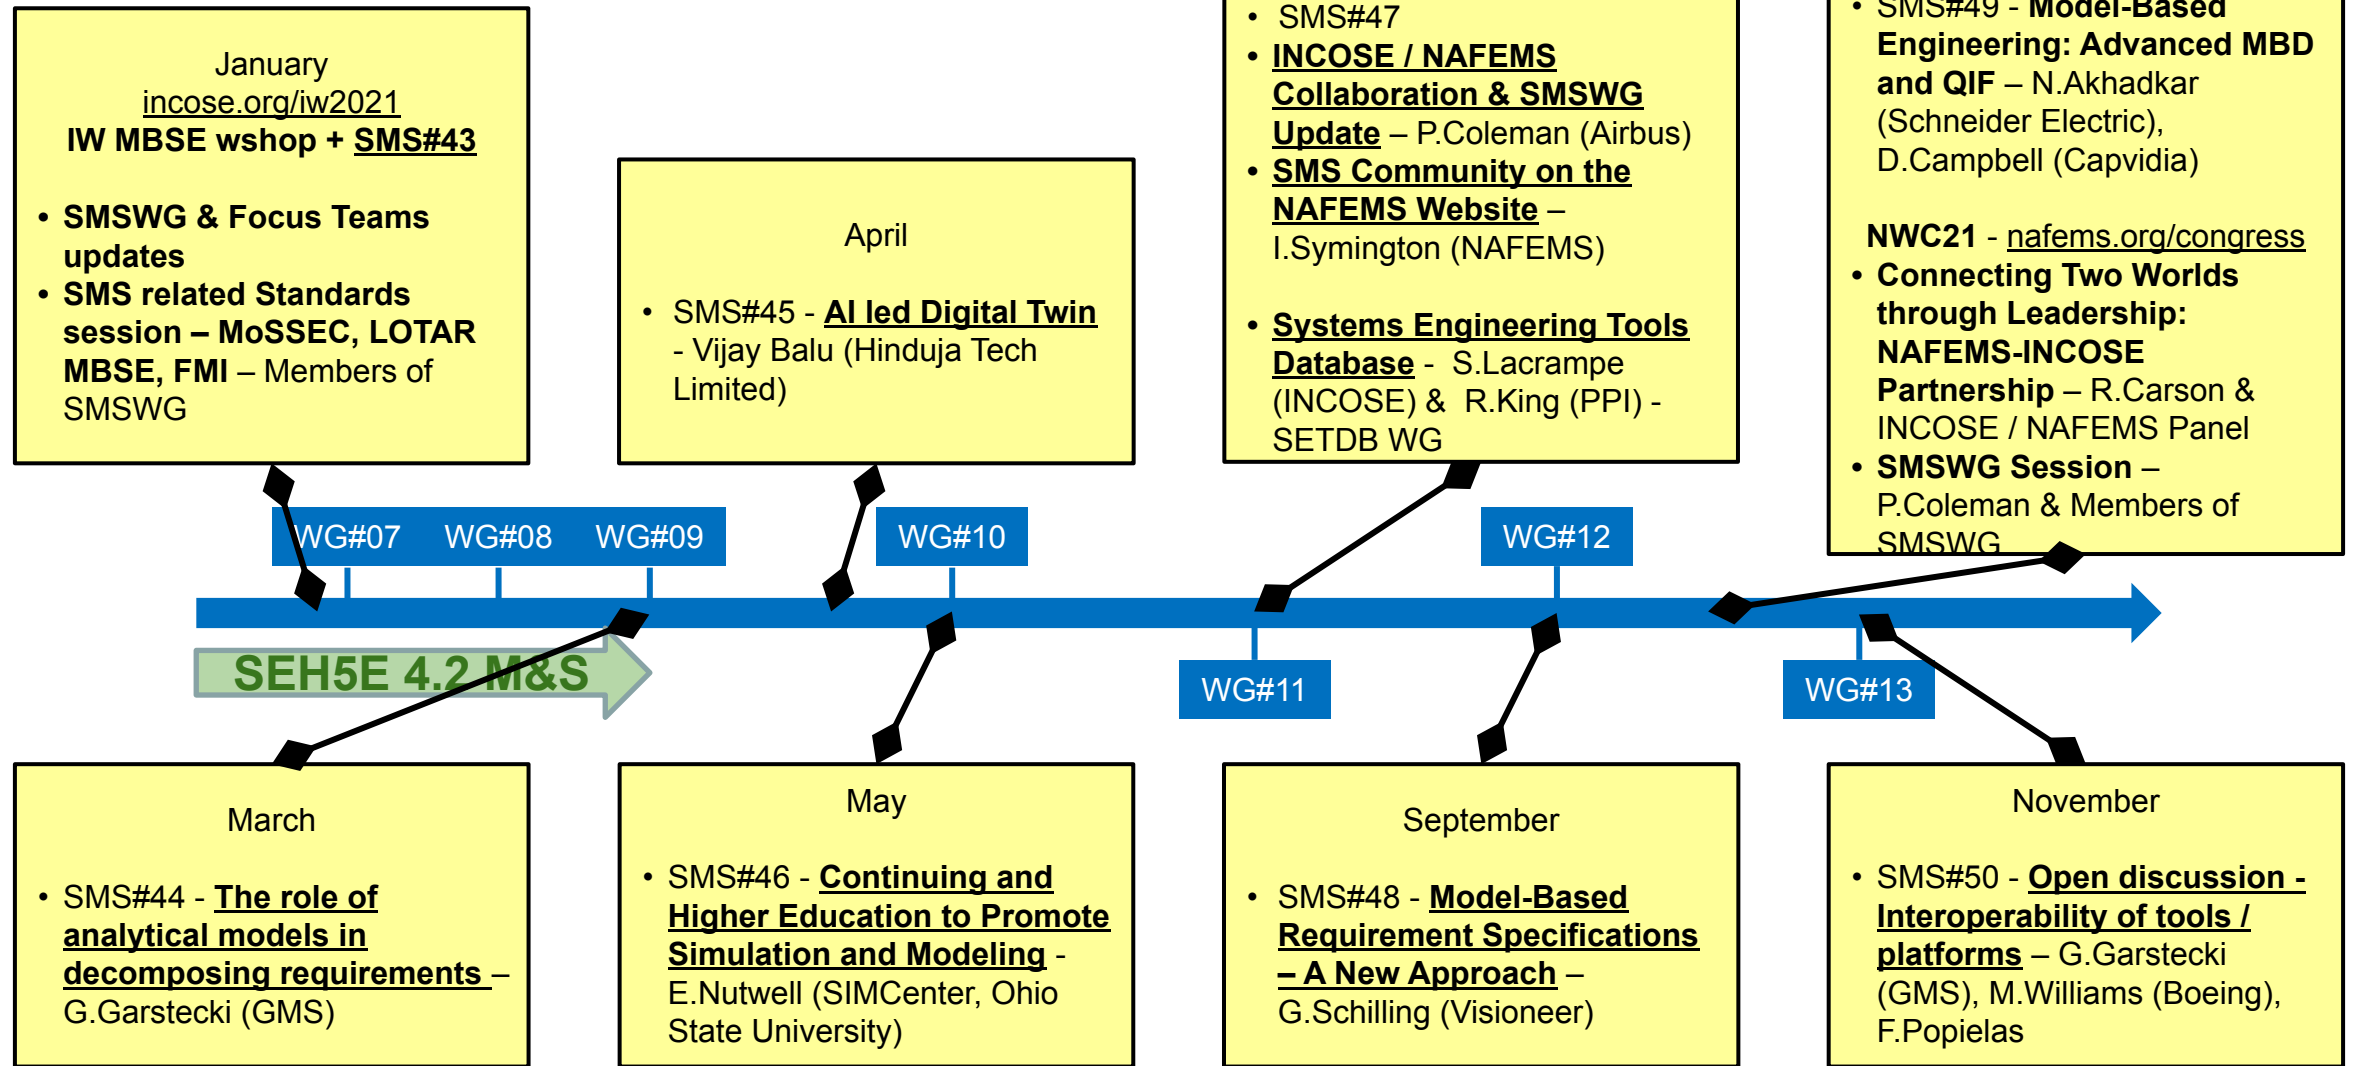 January
incose.org/iw2021
IW MBSE wshop + SMS#43
• SMSWG & Focus Teams
updates
• SMS related Standards
session – MoSSEC, LOTAR
MBSE, FMI – Members of
SMSWG
April
• SMS#45 - AI led Digital Twin
- Vijay Balu (Hinduja Tech
Limited)
• SMS#47
• INCOSE / NAFEMS
Collaboration & SMSWG
Update – P.Coleman (Airbus)
• SMS Community on the
NAFEMS Website –
I.Symington (NAFEMS)
• Systems Engineering Tools
Database - S.Lacrampe
(INCOSE) & R.King (PPI) -
SETDB WG
• SMS#49 - Model-Based
Engineering: Advanced MBD
and QIF – N.Akhadkar
(Schneider Electric),
D.Campbell (Capvidia)
NWC21 - nafems.org/congress
• Connecting Two Worlds
through Leadership:
NAFEMS-INCOSE
Partnership – R.Carson &
INCOSE / NAFEMS Panel
• SMSWG Session –
P.Coleman & Members of
SMSWG
WG#07 WG#08 WG#09
WG#10
WG#12
SEH5E 4.2 M&S
WG#11
WG#13
March
• SMS#44 - The role of
analytical models in
decomposing requirements –
G.Garstecki (GMS)
May
• SMS#46 - Continuing and
Higher Education to Promote
Simulation and Modeling -
E.Nutwell (SIMCenter, Ohio
State University)
September
• SMS#48 - Model-Based
Requirement Specifications
– A New Approach –
G.Schilling (Visioneer)
November
• SMS#50 - Open discussion -
Interoperability of tools /
platforms – G.Garstecki
(GMS), M.Williams (Boeing),
F.Popielas